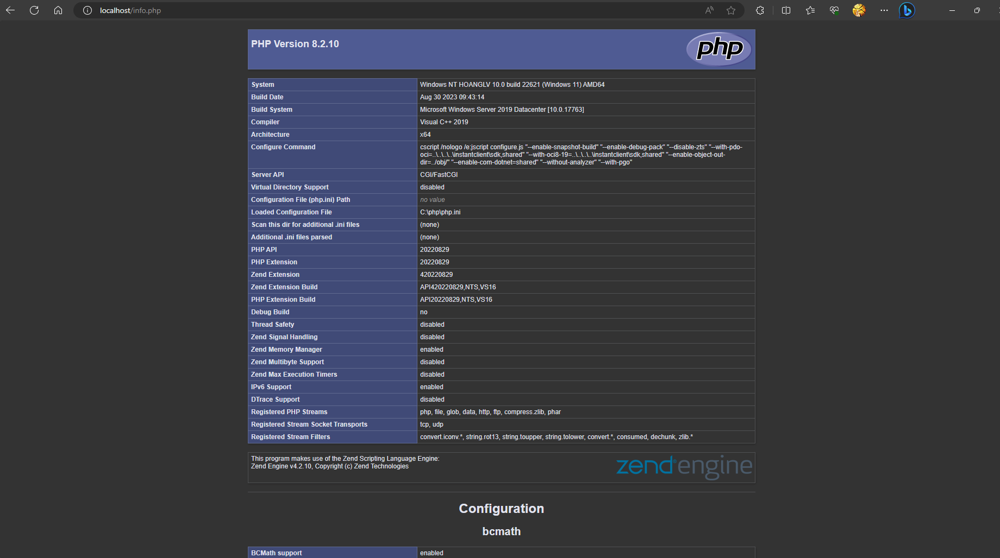 localhost/info.php
PHP Version 8.2.10
php
System Windows NT HOANGLV 10.0 build 22621 (Windows 11) AMD64
Build Date Aug 30 2023 09:43:14
Build System Microsoft Windows Server 2019 Datacenter [10.0.17763]
Compiler Visual C++ 2019
Architecture x64
Configure Command cscript /nologo /e:jscript configure.js "--enable-snapshot-build" "--enable-debug-pack" "--disable-zts" "--with-pdo-
oci=..\..\..\..\instantclient\sdk,shared" "--with-oci8-19=..\..\..\..\instantclient\sdk,shared" "--enable-object-out-
dir=../obj/" "--enable-com-dotnet=shared" "--without-analyzer" "--with-pgo"
Server API CGI/FastCGI
Virtual Directory Support disabled
Configuration File (php.ini) Path no value
Loaded Configuration File C:\php\php.ini
Scan this dir for additional .ini files (none)
Additional .ini files parsed (none)
PHP API 20220829
PHP Extension 20220829
Zend Extension 420220829
Zend Extension Build API420220829,NTS,VS16
PHP Extension Build API20220829,NTS,VS16
Debug Build no
Thread Safety disabled
Zend Signal Handling disabled
Zend Memory Manager enabled
Zend Multibyte Support disabled
Zend Max Execution Timers disabled
IPv6 Support enabled
DTrace Support disabled
Registered PHP Streams php, file, glob, data, http, ftp, compress.zlib, phar
Registered Stream Socket Transports tcp, udp
Registered Stream Filters convert.iconv.*, string.rot13, string.toupper, string.tolower, convert.*, consumed, dechunk, zlib.*
This program makes use of the Zend Scripting Language Engine:
Zend Engine v4.2.10, Copyright (c) Zend Technologies
zend engine
Configuration
bcmath
BCMath support enabled